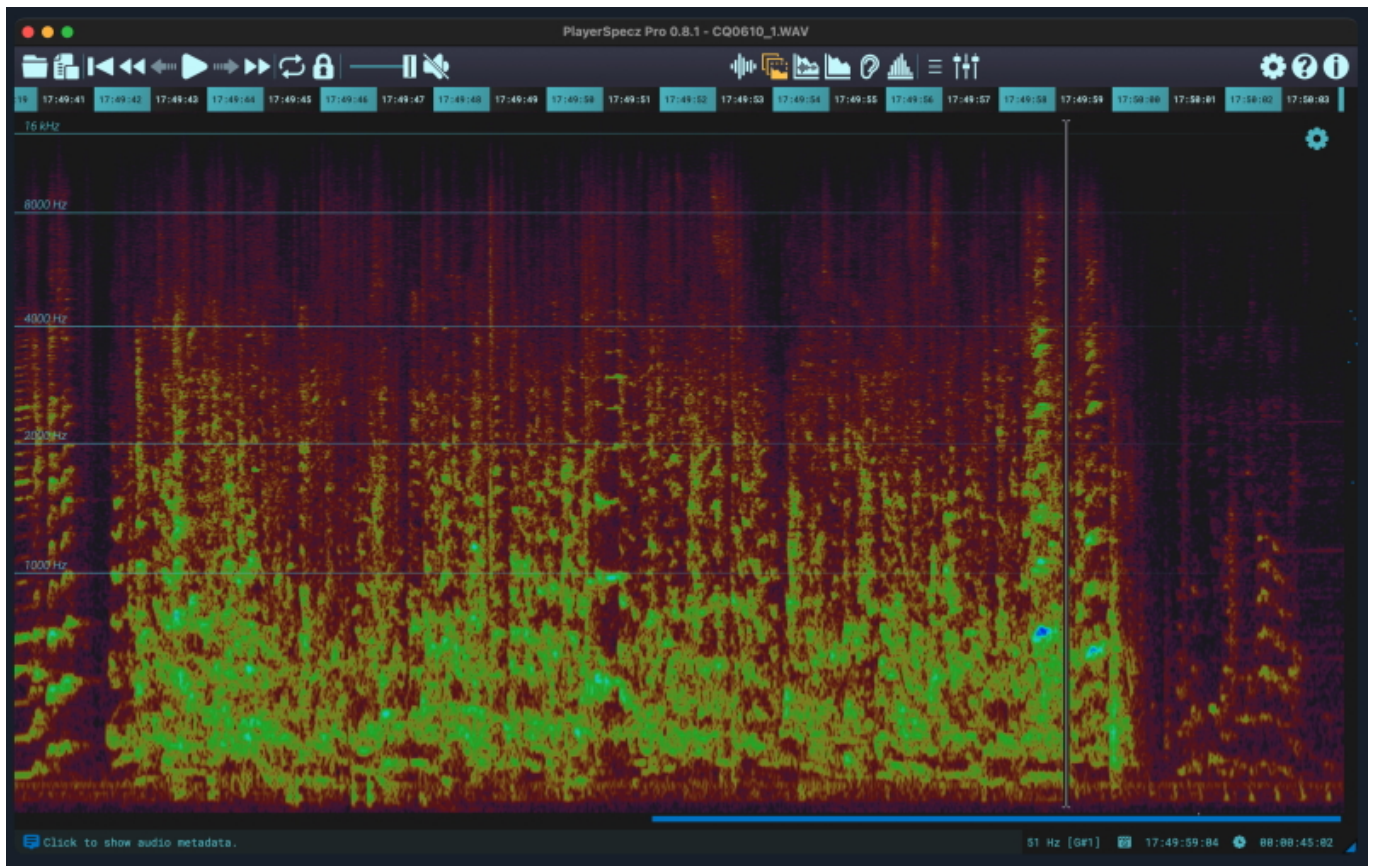 PlayerSpecz Pro 0.8.1 - CQ0610_1.WAV
:19 17:49:41 17:49:42 17:49:43 17:49:44 17:49:45 17:49:46 17:49:47 17:49:48 17:49:49 17:49:50 17:49:51 17:49:52 17:49:53 17:49:54 17:49:55 17:49:56 17:49:57 17:49:58 17:49:59 17:50:00 17:50:01 17:50:02 17:50:03
16 kHz
8000 Hz
4000 Hz
2000 Hz
1000 Hz
Click to show audio metadata.
51 Hz [G#1] 17:49:59:04 00:00:45:02